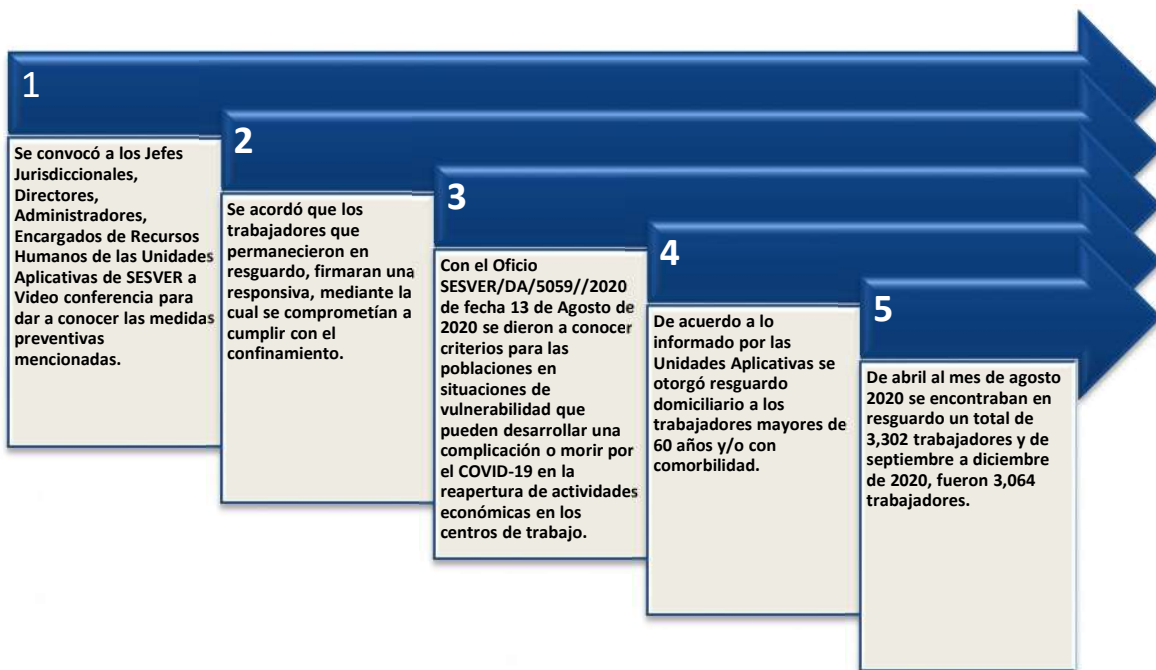 1
Se convocó a los Jefes
Jurisdiccionales,
Directores,
Administradores,
Encargados de Recursos
Humanos de las Unidades
Aplicativas de SESVER a
Video conferencia para
dar a conocer las medidas
preventivas
mencionadas.
2
Se acordó que los
trabajadores que
permanecieron en
resguardo, firmaran una
responsiva, mediante la
cual se comprometían a
cumplir con el
confinamiento.
3
Con el Oficio
SESVER/DA/5059//2020
de fecha 13 de Agosto de
2020 se dieron a conocer
criterios para las
poblaciones en
situaciones de
vulnerabilidad que
pueden desarrollar una
complicación o morir por
el COVID-19 en la
reapertura de actividades
económicas en los
centros de trabajo.
4
De acuerdo a lo
informado por las
Unidades Aplicativas se
otorgó resguardo
domiciliario a los
trabajadores mayores de
60 años y/o con
comorbilidad.
5
De abril al mes de agosto
2020 se encontraban en
resguardo un total de
3,302 trabajadores y de
septiembre a diciembre
de 2020, fueron 3,064
trabajadores.